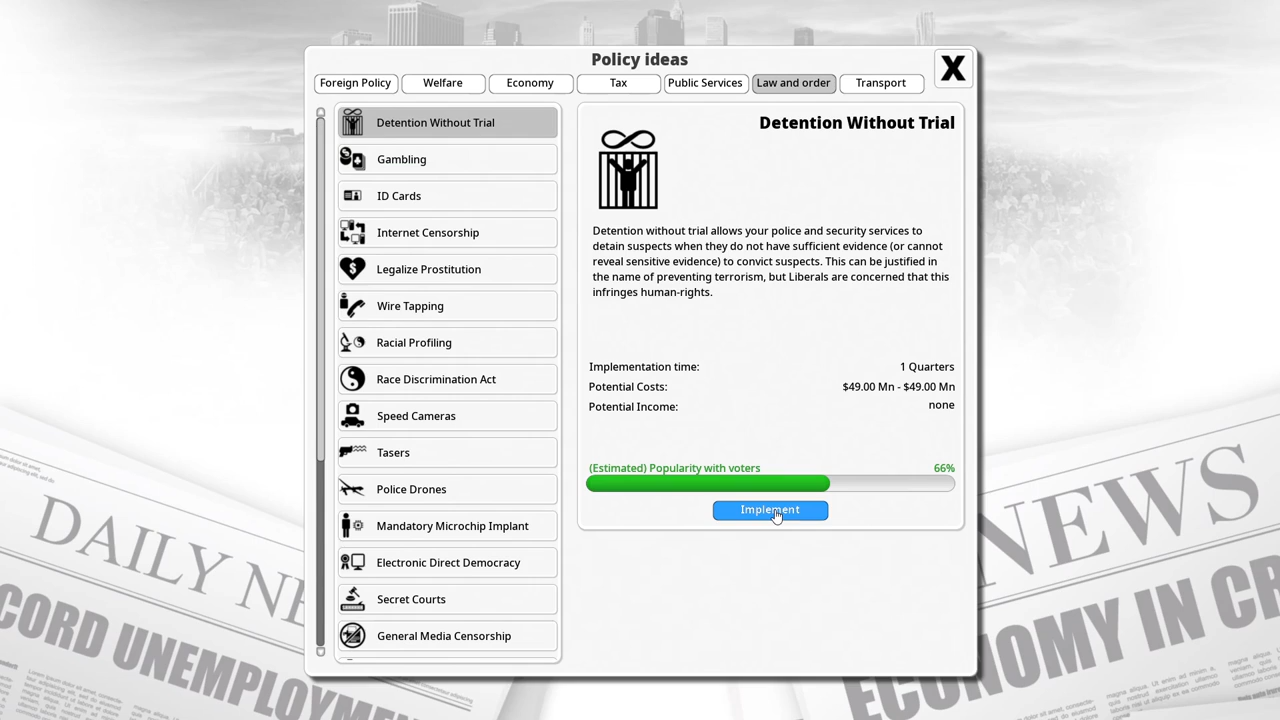 Policy ideas
X
Foreign Policy
Welfare
Economy
Tax
Public Services
Law and order
Transport
Detention Without Trial
Gambling
ID Cards
Internet Censorship
Legalize Prostitution
Wire Tapping
Racial Profiling
Race Discrimination Act
Speed Cameras
Tasers
Police Drones
Mandatory Microchip Implant
Electronic Direct Democracy
Secret Courts
General Media Censorship
Detention Without Trial
Detention without trial allows your police and security services to
detain suspects when they do not have sufficient evidence (or cannot
reveal sensitive evidence) to convict suspects. This can be justified in
the name of preventing terrorism, but Liberals are concerned that this
infringes human-rights.
Implementation time: 1 Quarters
Potential Costs: $49.00 Mn - $49.00 Mn
Potential Income: none
(Estimated) Popularity with voters 66%
Implement
DAILY NE
CORD UNEMPLOYM
NEWS
ECONOMY IN CR